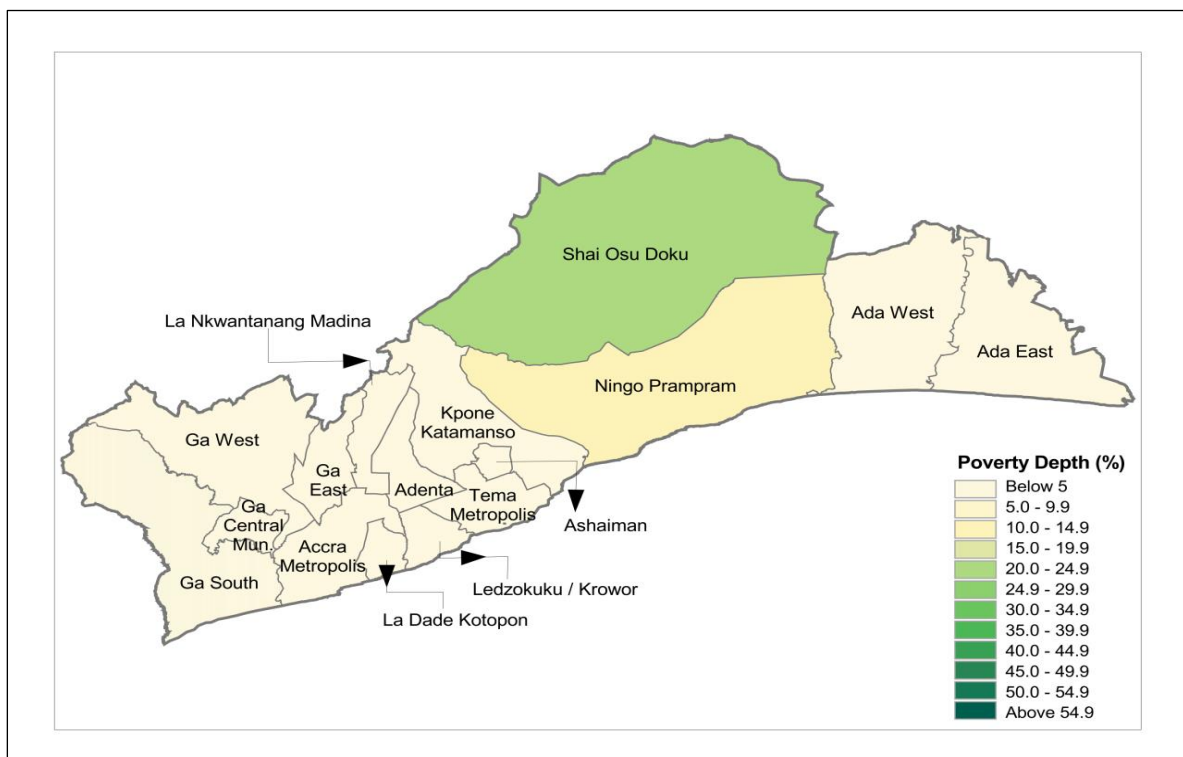 Shai Osu Doku
La Nkwantanang Madina
Ada West
Ada East
Ningo Prampram
Kpone
Katamanso
Ga West
Ga
East
Adenta
Tema
Metropolis
Ashaiman
Ga
Central
Mun.
Accra
Metropolis
Ga South
Ledzokuku / Krowor
La Dade Kotopon
Poverty Depth (%)
Below 5
5.0 - 9.9
10.0 - 14.9
15.0 - 19.9
20.0 - 24.9
24.9 - 29.9
30.0 - 34.9
35.0 - 39.9
40.0 - 44.9
45.0 - 49.9
50.0 - 54.9
Above 54.9